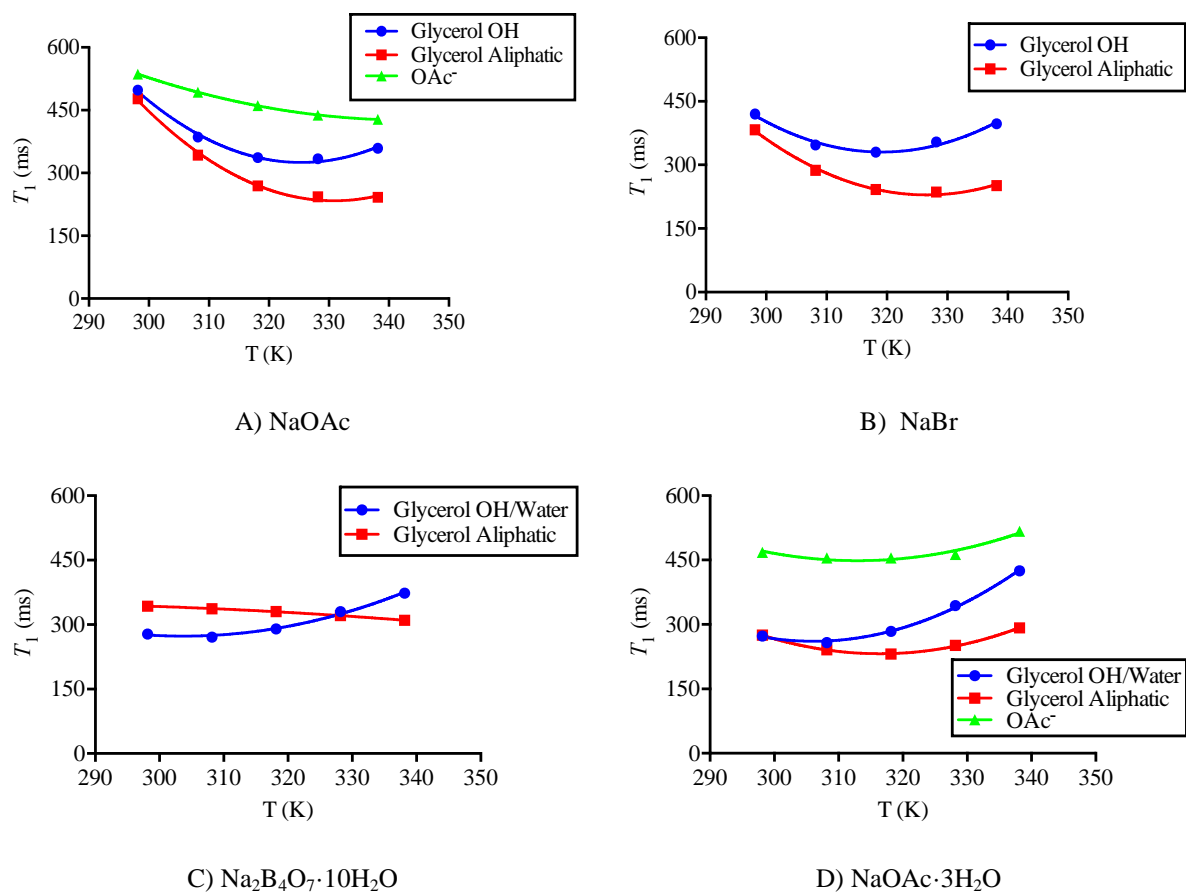 Glycerol OH
Glycerol Aliphatic
OAc⁻
600
450
300
150
0
T₁ (ms)
290 300 310 320 330 340 350
T (K)
A) NaOAc
Glycerol OH
Glycerol Aliphatic
600
450
300
150
0
T₁ (ms)
290 300 310 320 330 340 350
T (K)
B) NaBr
Glycerol OH/Water
Glycerol Aliphatic
600
450
300
150
0
T₁ (ms)
290 300 310 320 330 340 350
T (K)
C) Na₂B₄O₇·10H₂O
600
450
300
150
0
T₁ (ms)
Glycerol OH/Water
Glycerol Aliphatic
OAc⁻
290 300 310 320 330 340 350
T (K)
D) NaOAc·3H₂O